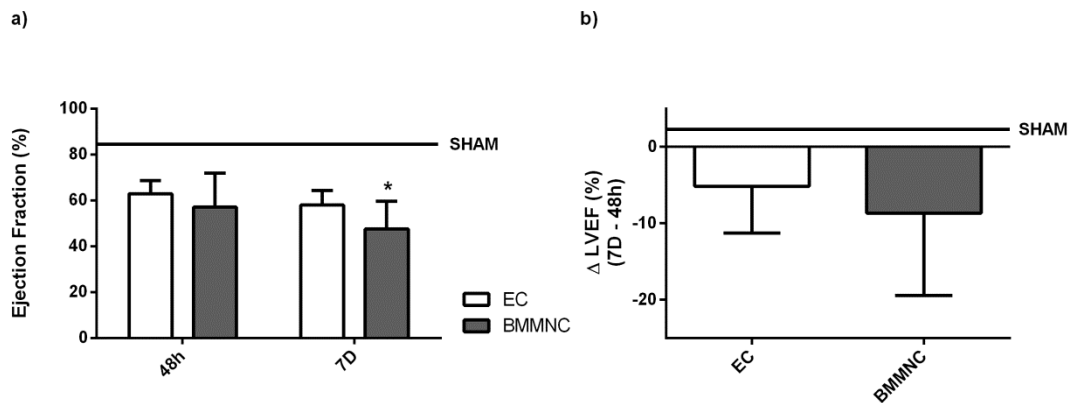 a)
Ejection Fraction (%)
100
80
60
40
20
0
SHAM
*
48h
7D
EC
BMMNC
b)
Δ LVEF (%)
(7D - 48h)
0
-10
-20
SHAM
EC
BMMNC